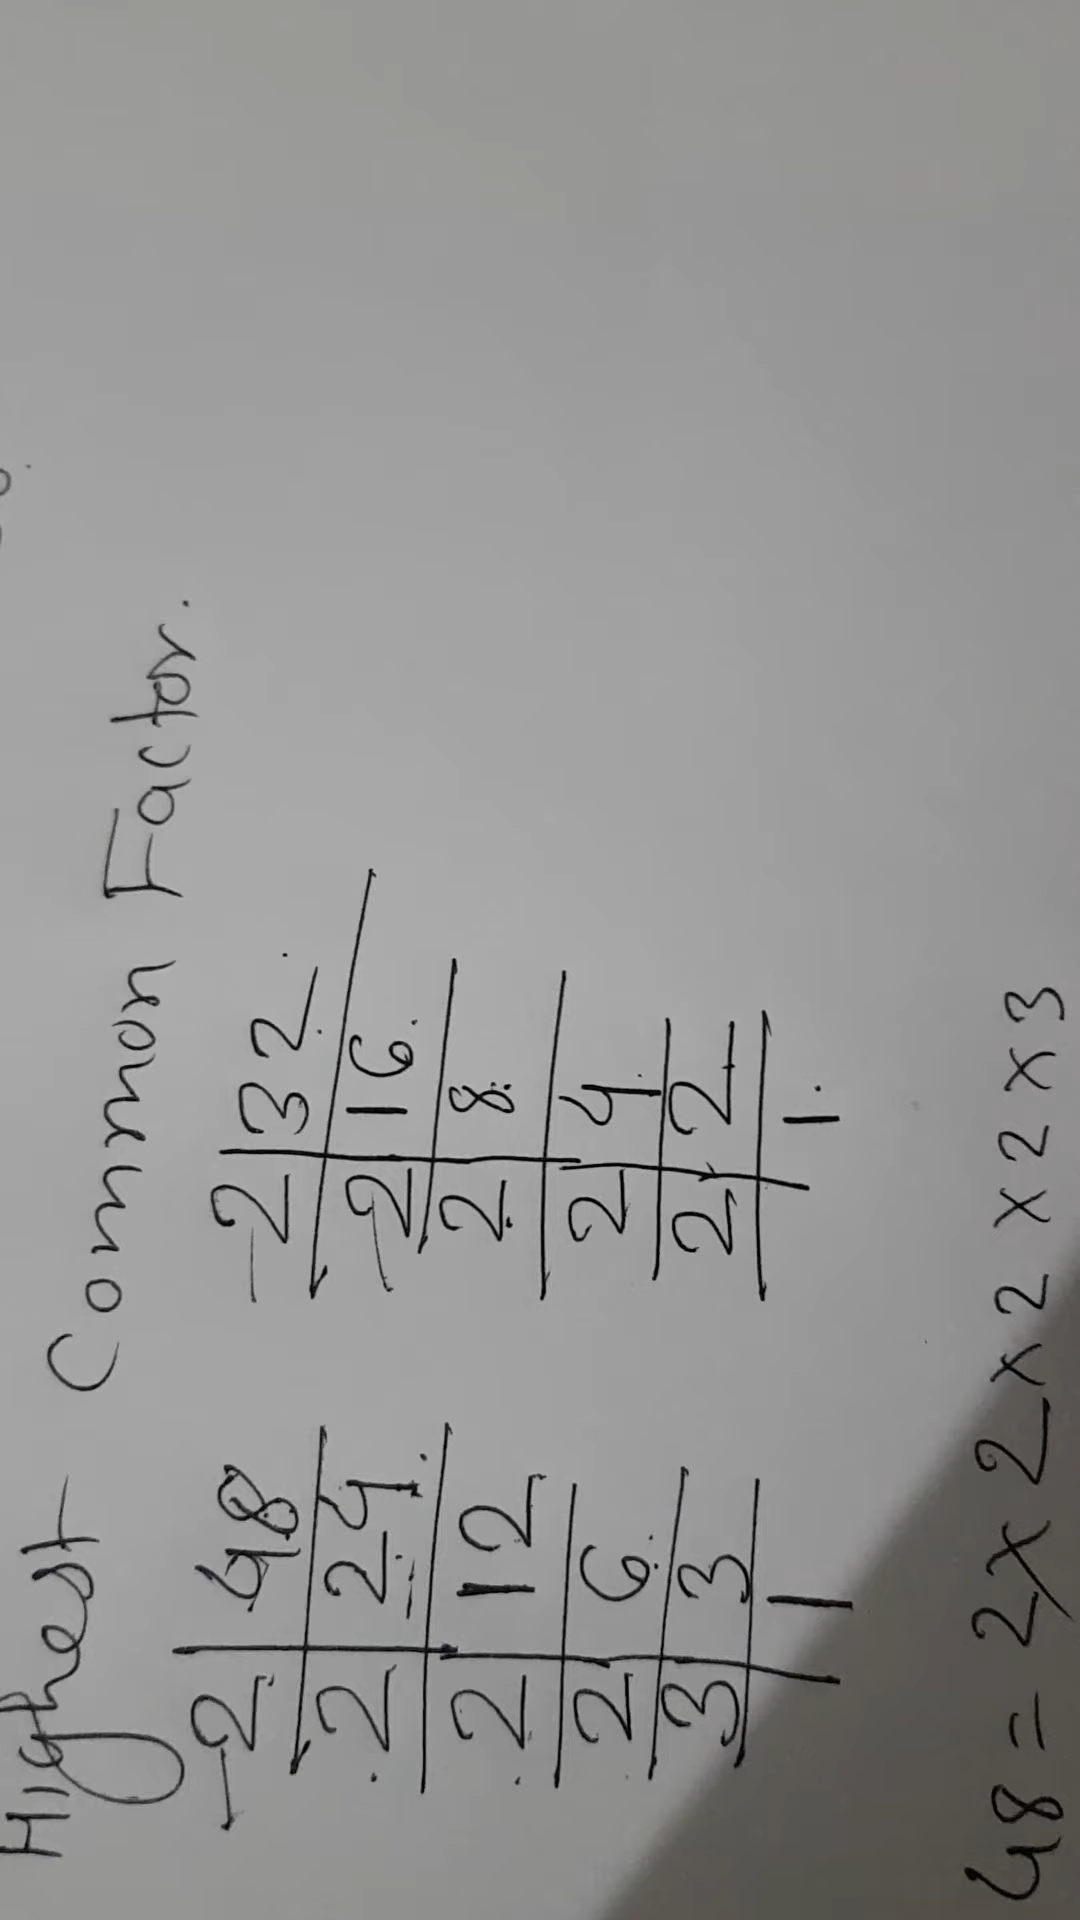 Highest Common Factor.
2 48 2 32.
2 24. 2 16.
2 12 2 8.
2 6. 2 4.
3 3 2 2
1 1.
48 = 2 x 2 x 2 x 2 x 3